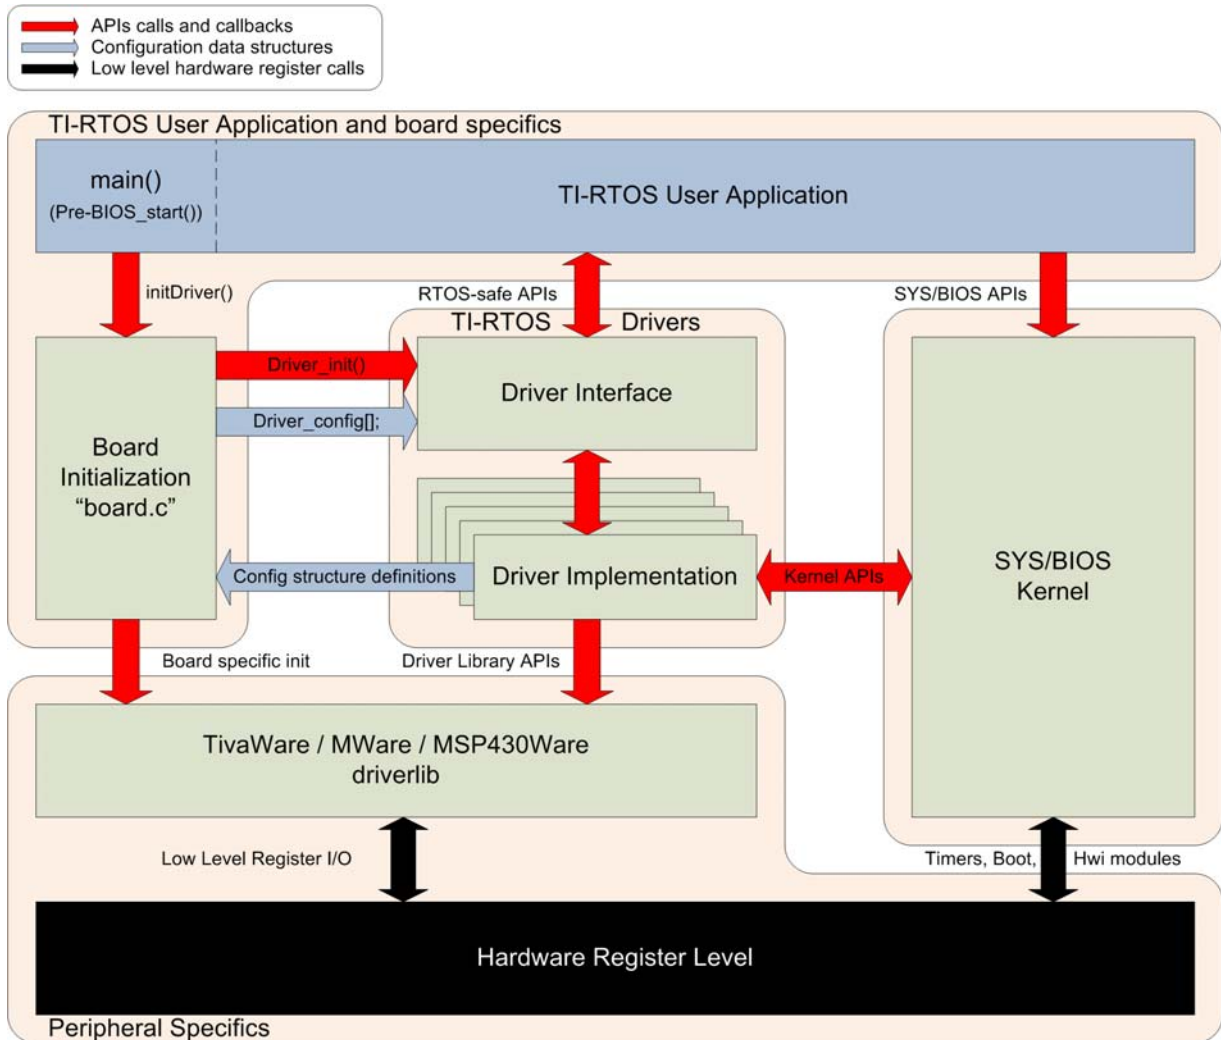 APIs calls and callbacks
Configuration data structures
Low level hardware register calls
TI-RTOS User Application and board specifics
main()
(Pre-BIOS_start())
TI-RTOS User Application
initDriver()
RTOS-safe APIs
SYS/BIOS APIs
TI-RTOS Drivers
Driver_init()
Driver_config[];
Driver Interface
Board
Initialization
“board.c”
Config structure definitions
Driver Implementation
Kernel APIs
SYS/BIOS
Kernel
Board specific init
Driver Library APIs
TivaWare / MWare / MSP430Ware
driverlib
Low Level Register I/O
Timers, Boot, Hwi modules
Hardware Register Level
Peripheral Specifics